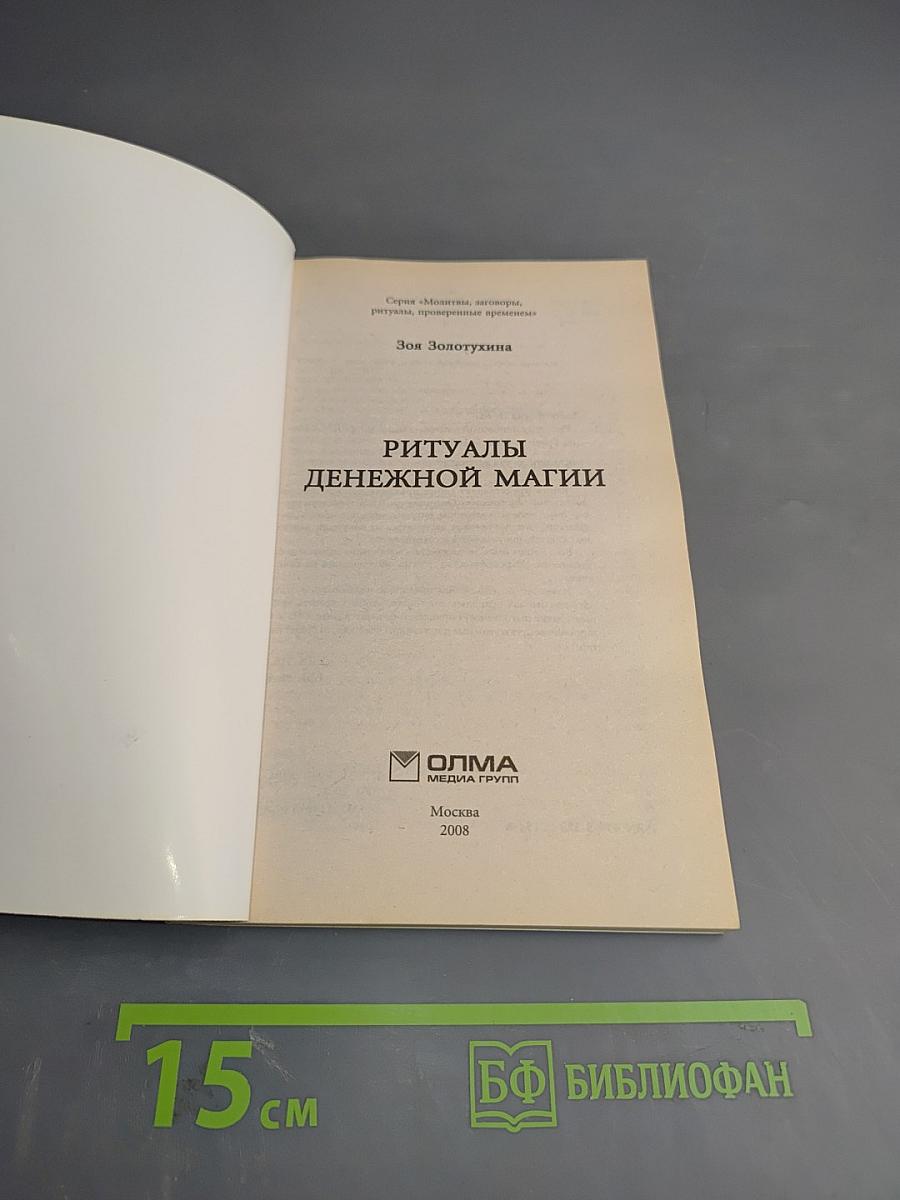 Серия «Молитвы, заговоры,
ритуалы, проверенные временем»
Зоя Золотухина
РИТУАЛЫ
ДЕНЕЖНОЙ МАГИИ
ОЛМА
МЕДИА ГРУПП
Москва
2008
15 см
БФ БИБЛИОФАН